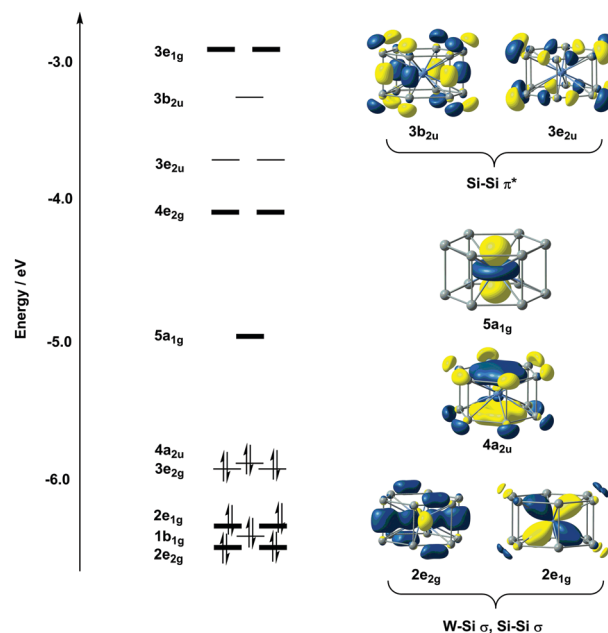 Energy / eV
-3.0
-4.0
-5.0
-6.0
3e1g
3b2u
3e2u
4e2g
5a1g
4a2u
3e2g
2e1g
1b1g
2e2g
3b2u 3e2u
Si-Si π*
5a1g
4a2u
2e2g 2e1g
W-Si σ, Si-Si σ